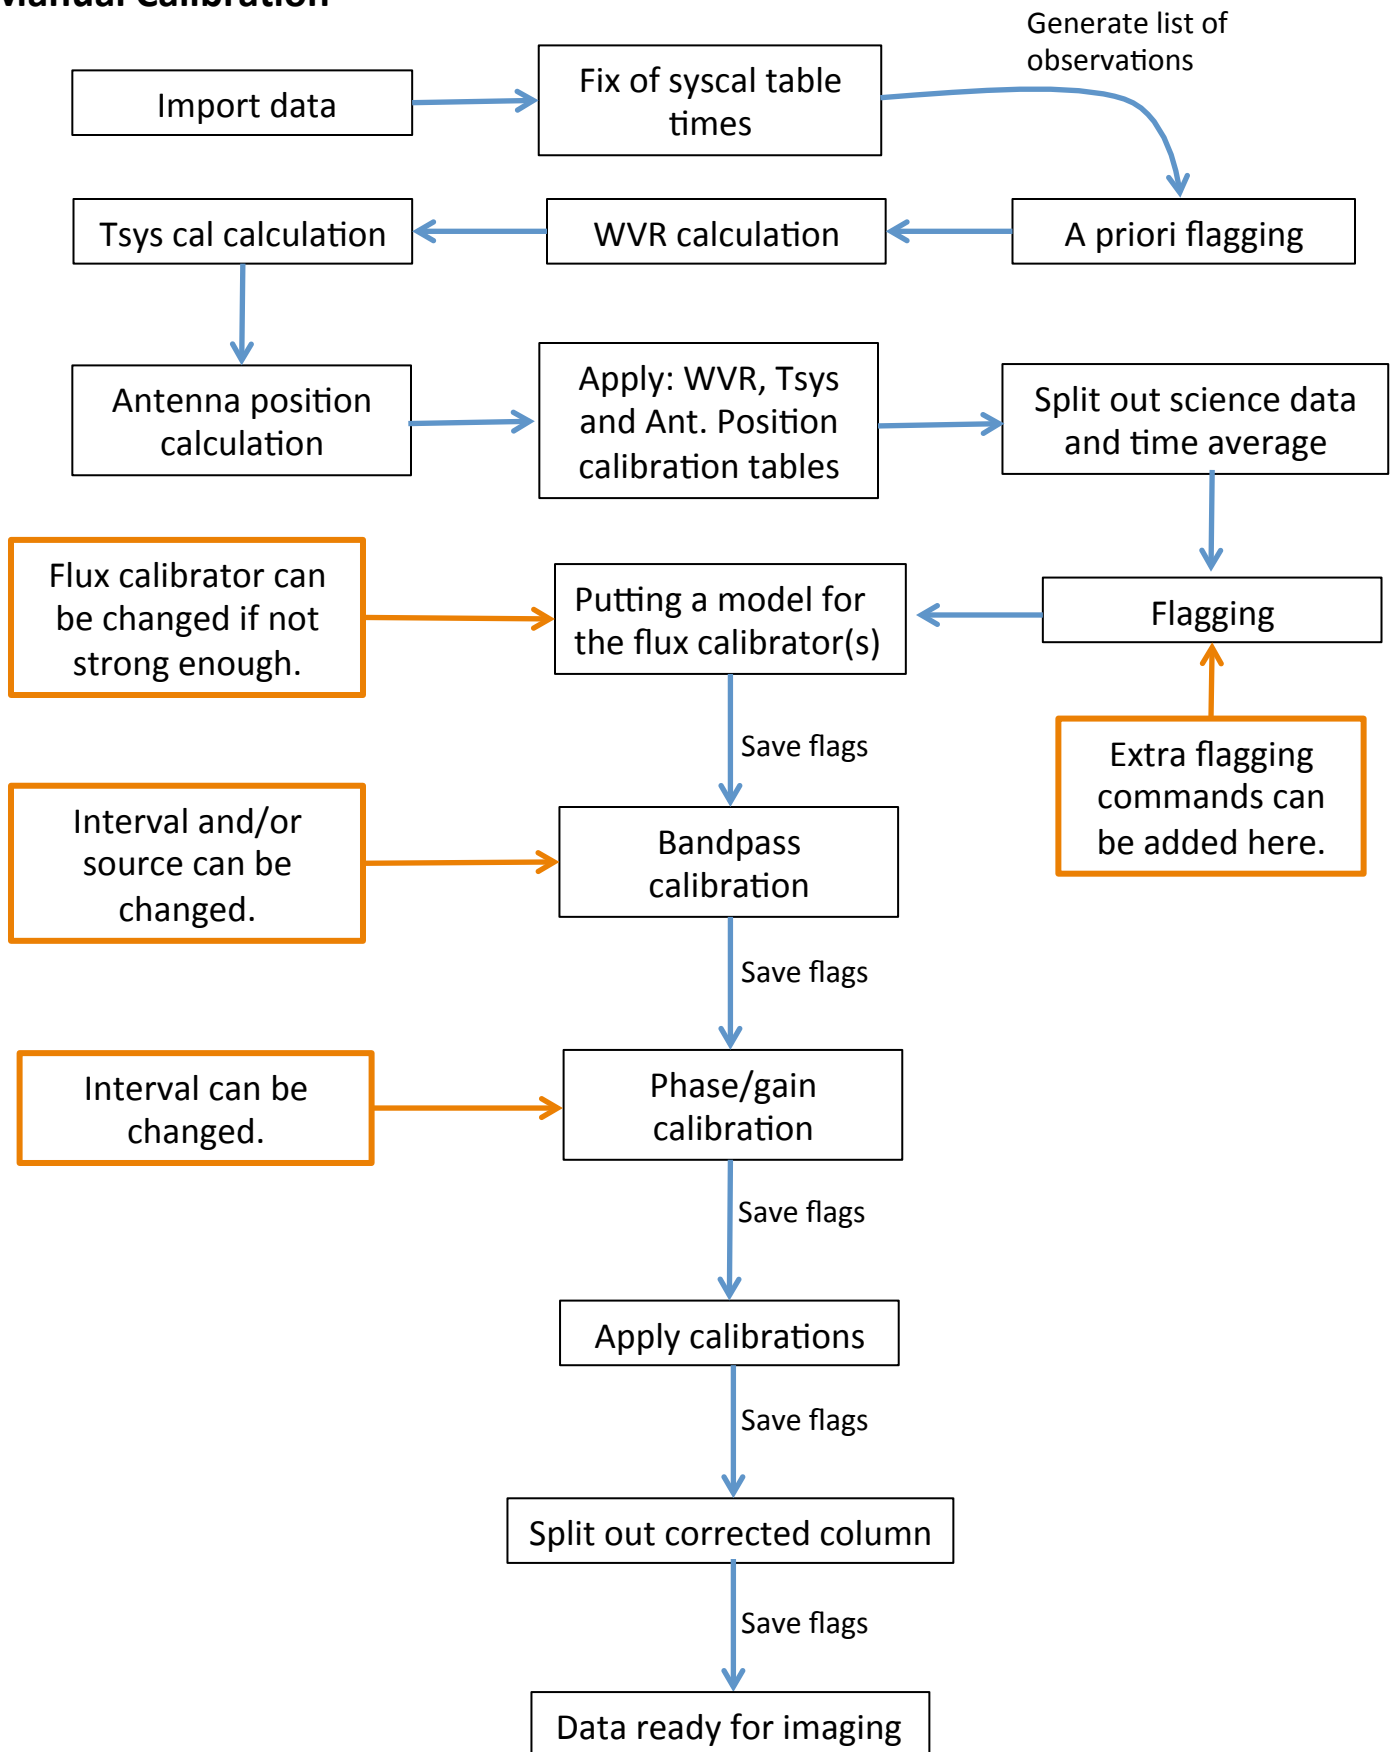 Manual Calibration
Generate list of
observations
Import data
Fix of syscal table
times
Tsys cal calculation
WVR calculation
A priori flagging
Antenna position
calculation
Apply: WVR, Tsys
and Ant. Position
calibration tables
Split out science data
and time average
Flux calibrator can
be changed if not
strong enough.
Putting a model for
the flux calibrator(s)
Flagging
Save flags
Extra flagging
commands can
be added here.
Interval and/or
source can be
changed.
Bandpass
calibration
Save flags
Interval can be
changed.
Phase/gain
calibration
Save flags
Apply calibrations
Save flags
Split out corrected column
Save flags
Data ready for imaging